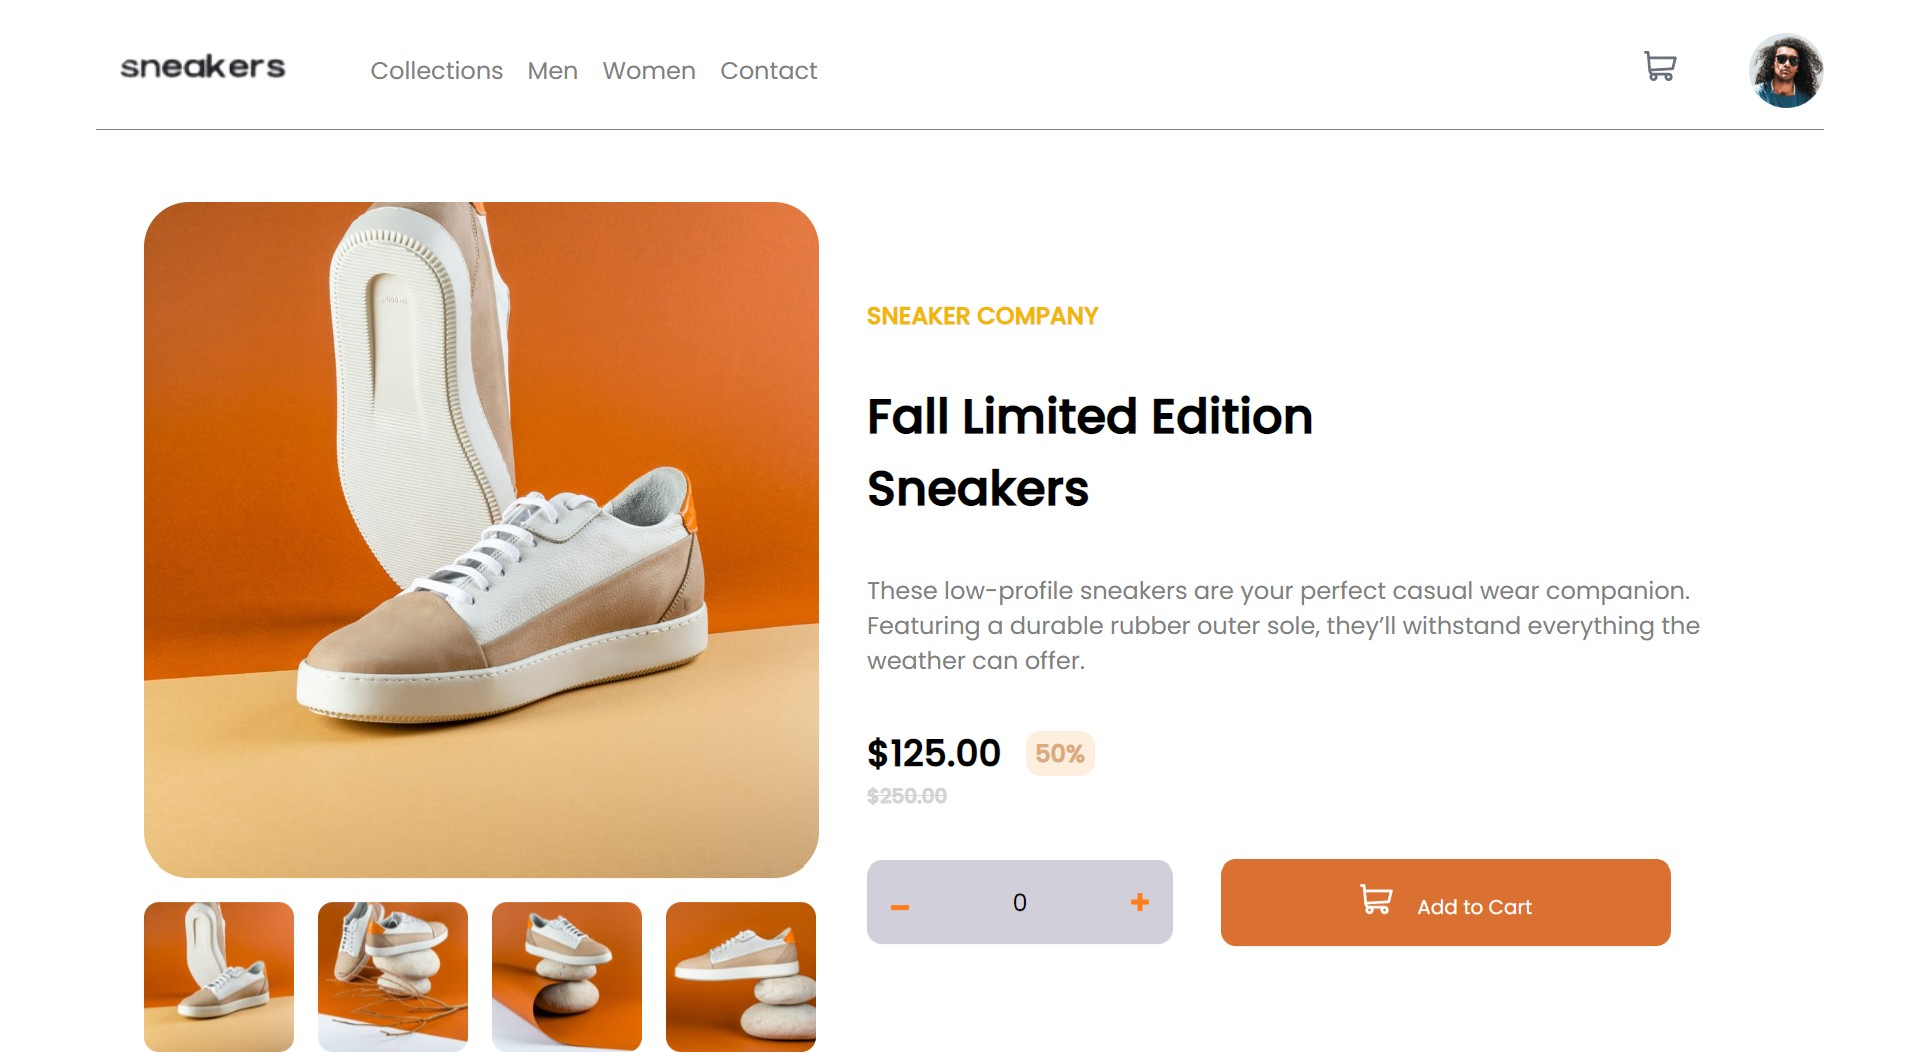 sneakers
Collections Men Women Contact
SNEAKER COMPANY
Fall Limited Edition
Sneakers
These low-profile sneakers are your perfect casual wear companion.
Featuring a durable rubber outer sole, they’ll withstand everything the
weather can offer.
$125.00 50%
$250.00
0
Add to Cart